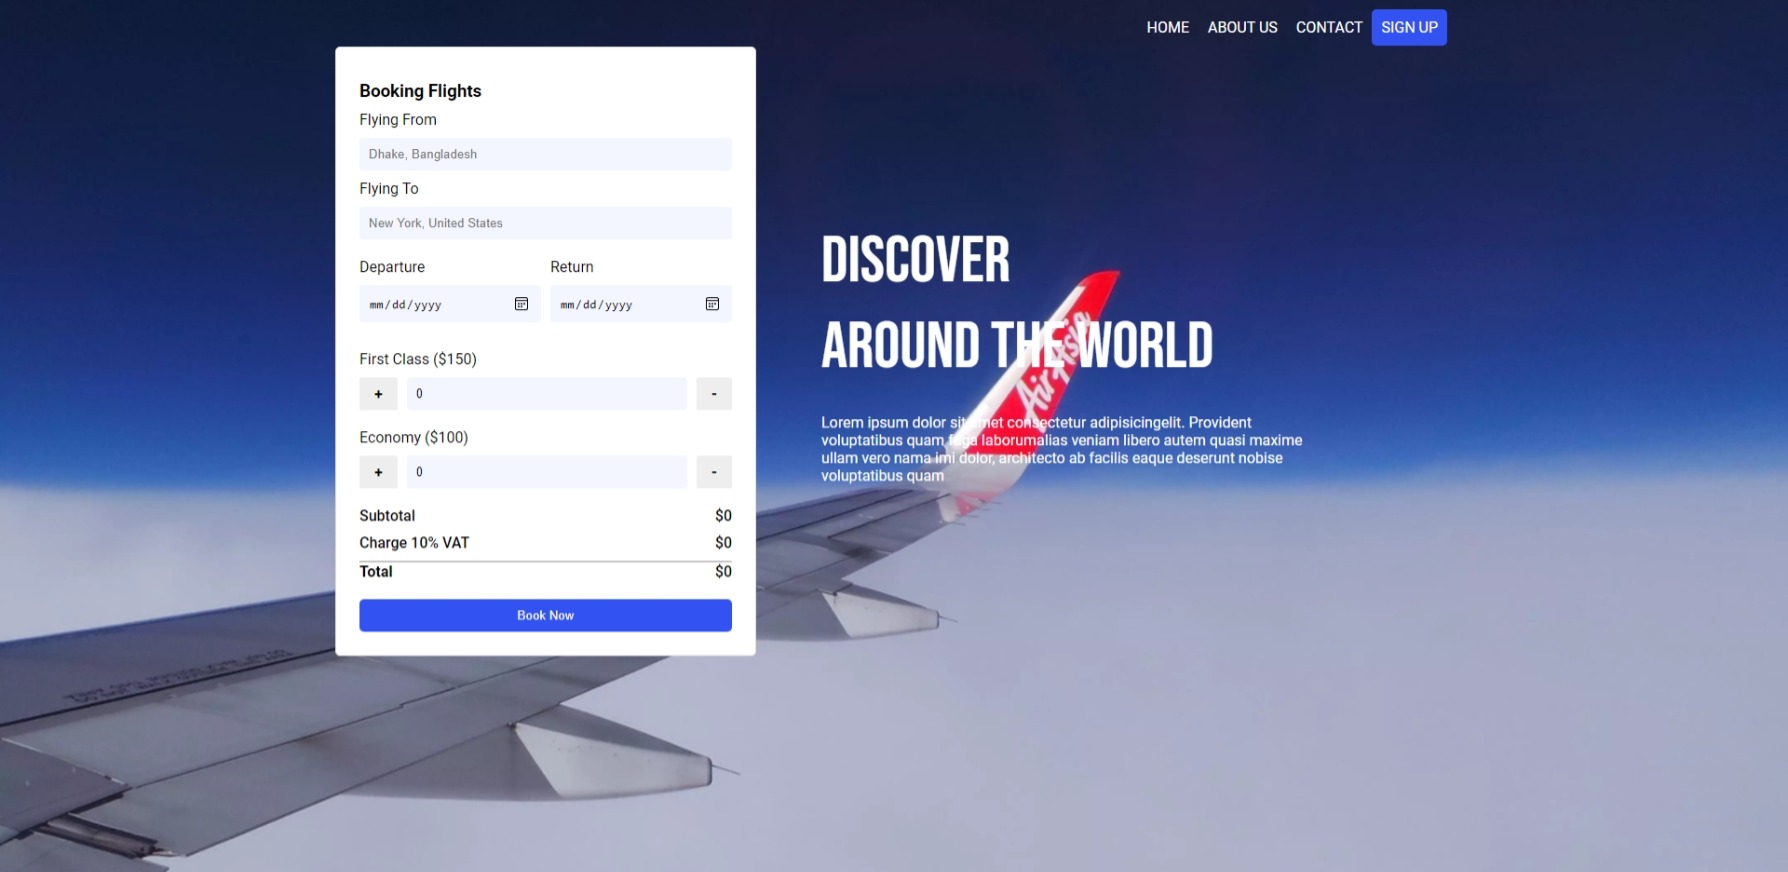 HOME ABOUT US CONTACT SIGN UP
Booking Flights
Flying From
Dhake, Bangladesh
Flying To
New York, United States
Departure Return
mm/dd/yyyy mm/dd/yyyy
First Class ($150)
+ 0 -
Economy ($100)
+ 0 -
Subtotal $0
Charge 10% VAT $0
Total $0
Book Now
DISCOVER
AROUND THE WORLD
AirAsia
Lorem ipsum dolor sit amet consectetur adipisicingelit. Provident
voluptatibus quam fuga laborumalias veniam libero autem quasi maxime
ullam vero nama imi dolor, architecto ab facilis eaque deserunt nobise
voluptatibus quam